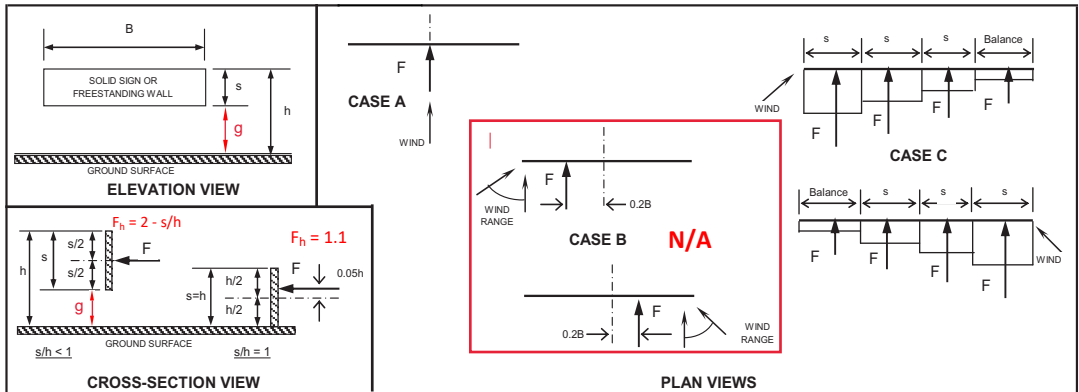 B
SOLID SIGN OR
FREESTANDING WALL
s
g
h
GROUND SURFACE
ELEVATION VIEW
F
CASE A
WIND
F
WIND
RANGE
0.2B
CASE B
N/A
F
0.2B
WIND
RANGE
s
s
s
Balance
WIND
F
F
F
F
CASE C
Balance
s
s
s
F
F
F
F
WIND
PLAN VIEWS
Fh = 2 - s/h
s/2
s
s/2
h
F
g
Fh = 1.1
F
0.05h
h/2
s=h
h/2
GROUND SURFACE
s/h < 1
s/h = 1
CROSS-SECTION VIEW